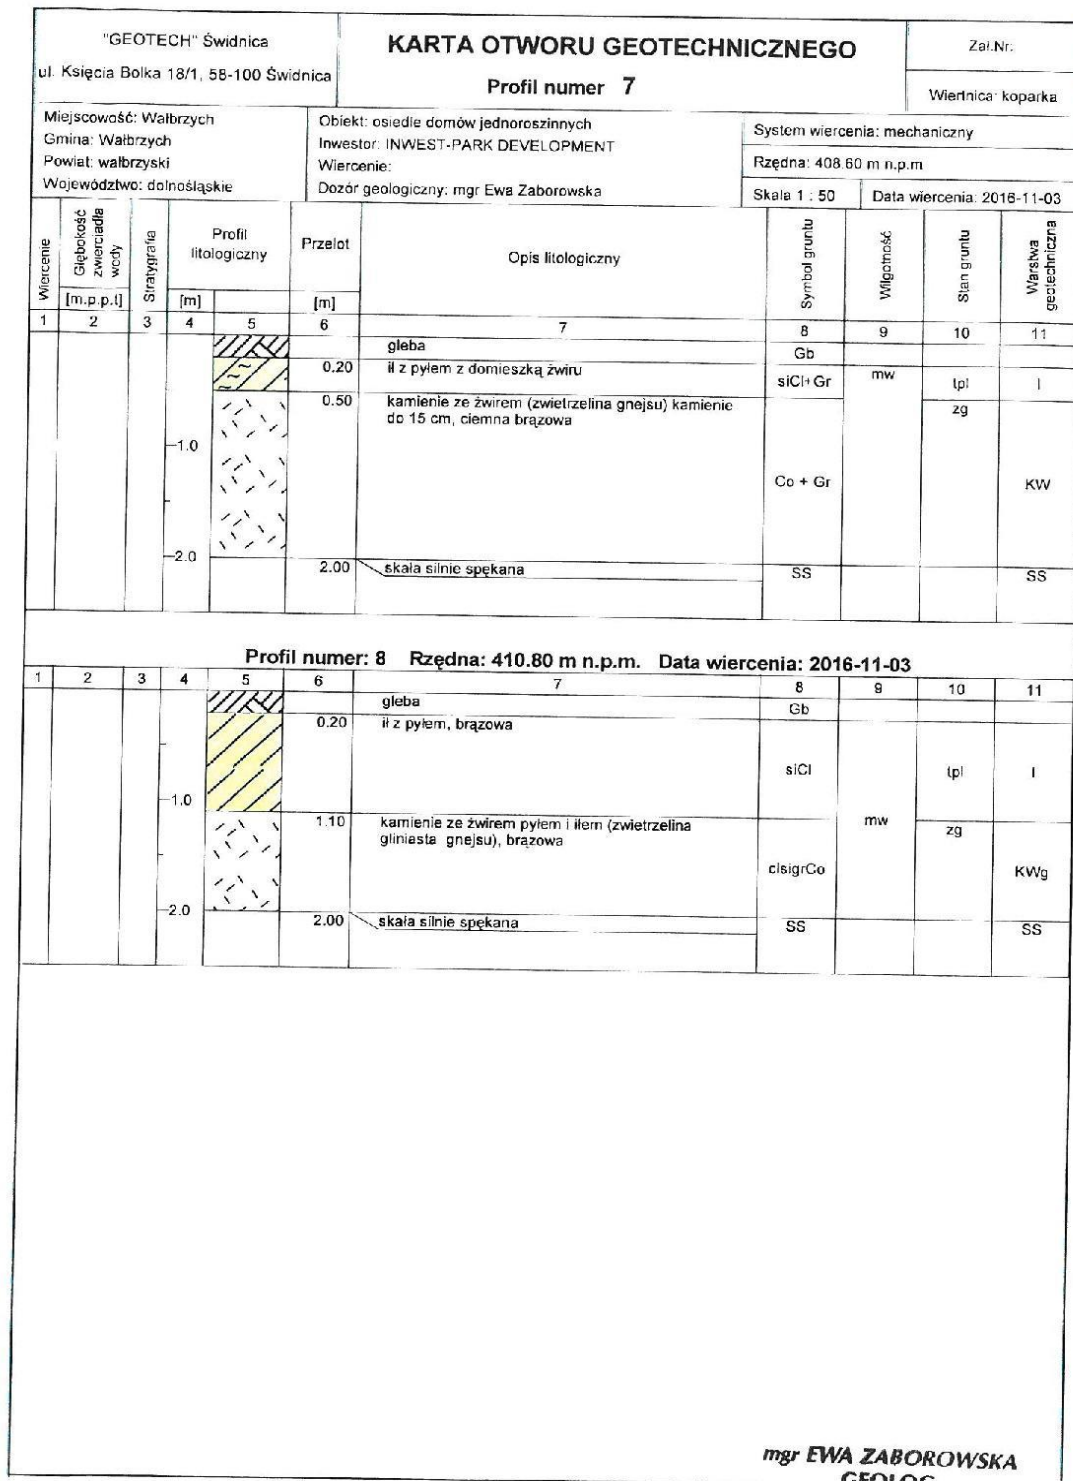 "GEOTECH" Świdnica
ul. Księcia Bolka 18/1, 58-100 Świdnica
KARTA OTWORU GEOTECHNICZNEGO
Profil numer 7
Zał.Nr:
Wiertnica: koparka
Miejscowość: Wałbrzych
Gmina: Wałbrzych
Powiat: wałbrzyski
Województwo: dolnośląskie
Obiekt: osiedle domów jednoroszinnych
Inwestor: INWEST-PARK DEVELOPMENT
Wiercenie:
Dozór geologiczny: mgr Ewa Zaborowska
System wiercenia: mechaniczny
Rzędna: 408.60 m n.p.m
Skala 1 : 50 Data wiercenia: 2016-11-03
Wiercenie
Głębokość zwierciadła wody
[m.p.p.t]
Stratygrafia
Profil litologiczny
[m]
Przelot
[m]
Opis litologiczny
Symbol gruntu
Wilgotność
Stan gruntu
Warstwa geotechniczna
1 2 3 4 5 6 7 8 9 10 11
gleba Gb
0.20 ił z pyłem z domieszką żwiru siCl+Gr mw tpl I
0.50 kamienie ze żwirem (zwietrzelina gnejsu) kamienie zg
do 15 cm, ciemna brązowa
1.0
Co + Gr KW
2.0
2.00 skała silnie spękana SS SS
Profil numer: 8 Rzędna: 410.80 m n.p.m. Data wiercenia: 2016-11-03
1 2 3 4 5 6 7 8 9 10 11
gleba Gb
0.20 ił z pyłem, brązowa
siCl tpl I
1.0
1.10 kamienie ze żwirem pyłem i iłem (zwietrzelina mw zg
gliniasta gnejsu), brązowa
clsigrCo KWg
2.0
2.00 skała silnie spękana SS SS
mgr EWA ZABOROWSKA
GEOLOG